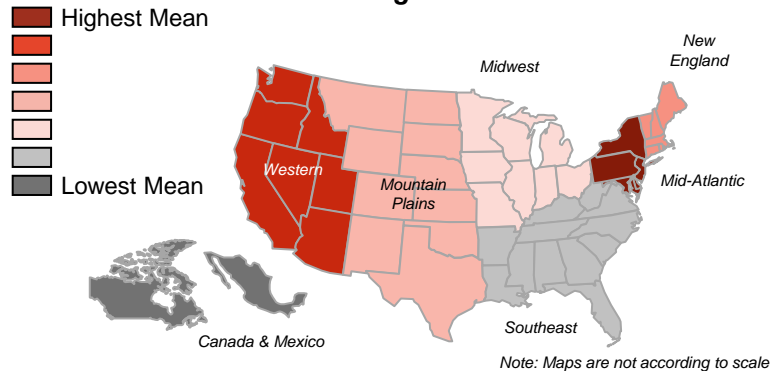 Highest Mean
New
England
Midwest
Western
Mountain
Plains
Mid-Atlantic
Lowest Mean
Southeast
Canada & Mexico
Note: Maps are not according to scale